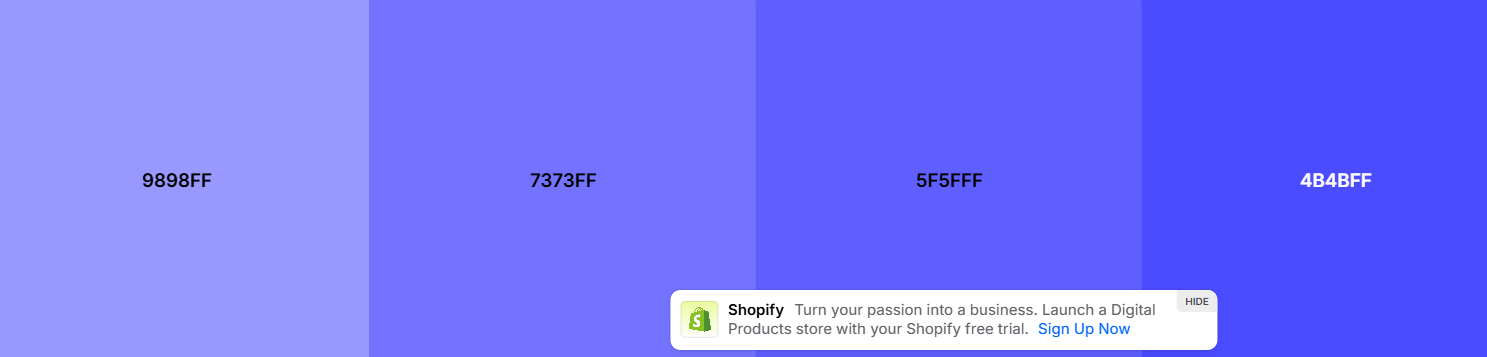 9898FF
7373FF
5F5FFF
4B4BFF
HIDE
Shopify Turn your passion into a business. Launch a Digital
Products store with your Shopify free trial. Sign Up Now